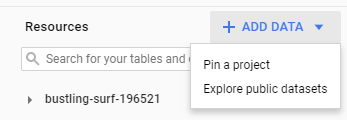 Resources
ADD DATA
Search for your tables and
Pin a project
Explore public datasets
bustling-surf-196521